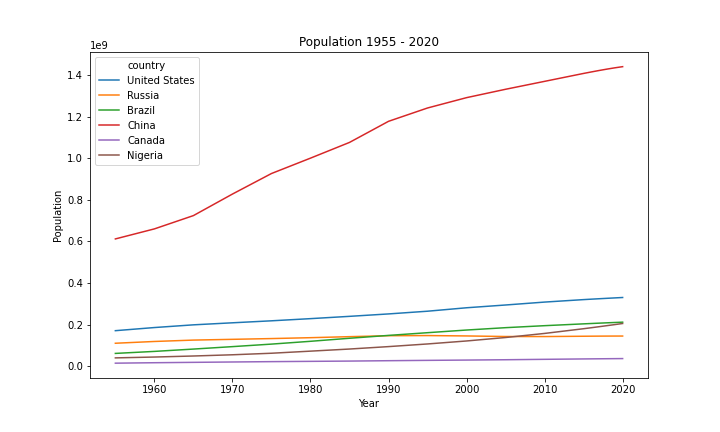 Population 1955 - 2020
1e9
country
United States
Russia
Brazil
China
Canada
Nigeria
1.4
1.2
1.0
0.8
0.6
0.4
0.2
0.0
Population
1960 1970 1980 1990 2000 2010 2020
Year